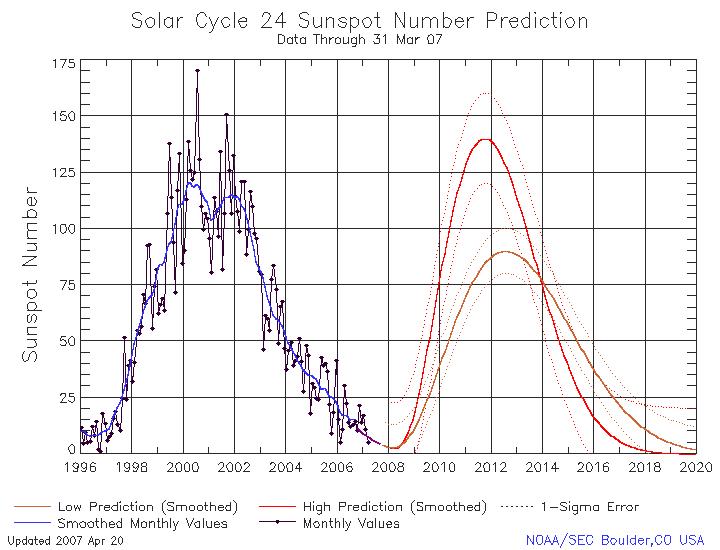 Solar Cycle 24 Sunspot Number Prediction
Data Through 31 Mar 07
175
150
125
100
75
50
25
0
Sunspot Number
1996 1998 2000 2002 2004 2006 2008 2010 2012 2014 2016 2018 2020
Low Prediction (Smoothed) High Prediction (Smoothed) 1-Sigma Error
Smoothed Monthly Values Monthly Values
Updated 2007 Apr 20 NOAA/SEC Boulder,CO USA